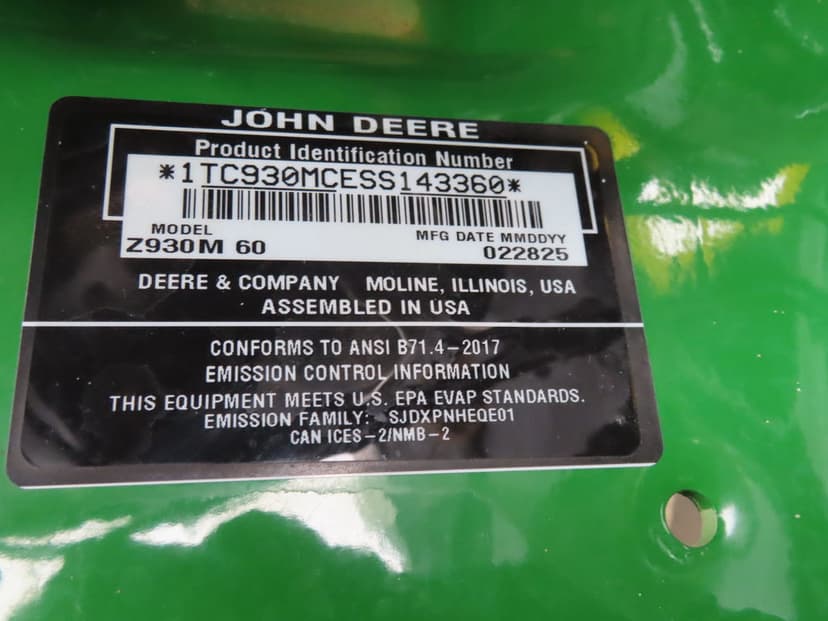 JOHN DEERE
Product Identification Number
*1TC930MCESS143360*
MODEL MFG DATE MMDDYY
Z930M 60 022825
DEERE & COMPANY MOLINE, ILLINOIS, USA
ASSEMBLED IN USA
CONFORMS TO ANSI B71.4-2017
EMISSION CONTROL INFORMATION
THIS EQUIPMENT MEETS U.S. EPA EVAP STANDARDS.
EMISSION FAMILY: SJDXPNHEQE01
CAN ICES-2/NMB-2